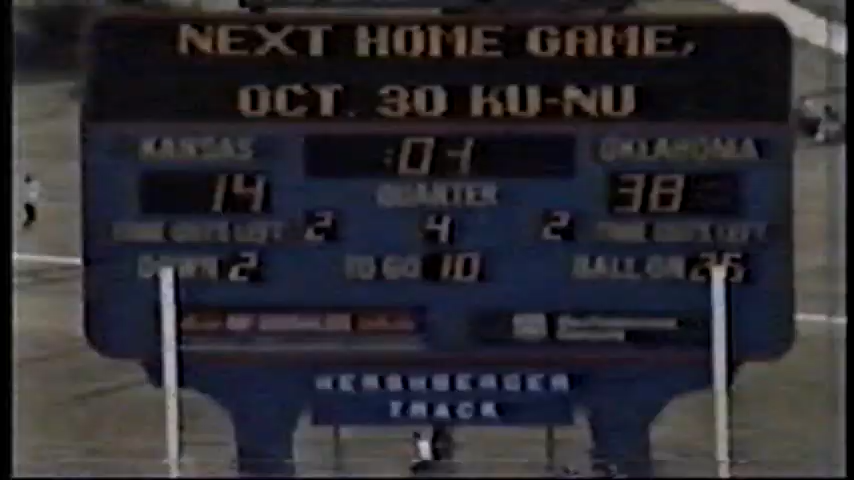 NEXT HOME GAME,
OCT. 30 KU-NU
KANSAS :01 OKLAHOMA
14 QUARTER 38
TIME OUTS LEFT 2 4 2 TIME OUTS LEFT
DOWN 2 TO GO 10 BALL ON 26
HERSHBERGER
TRACK